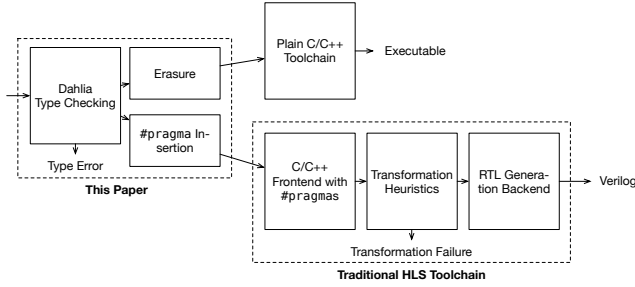 Plain C/C++
Toolchain
Executable
Dahlia
Type Checking
Erasure
#pragma In-
sertion
Type Error
This Paper
C/C++
Frontend with
#pragmas
Transformation
Heuristics
RTL Genera-
tion Backend
Verilog
Transformation Failure
Traditional HLS Toolchain